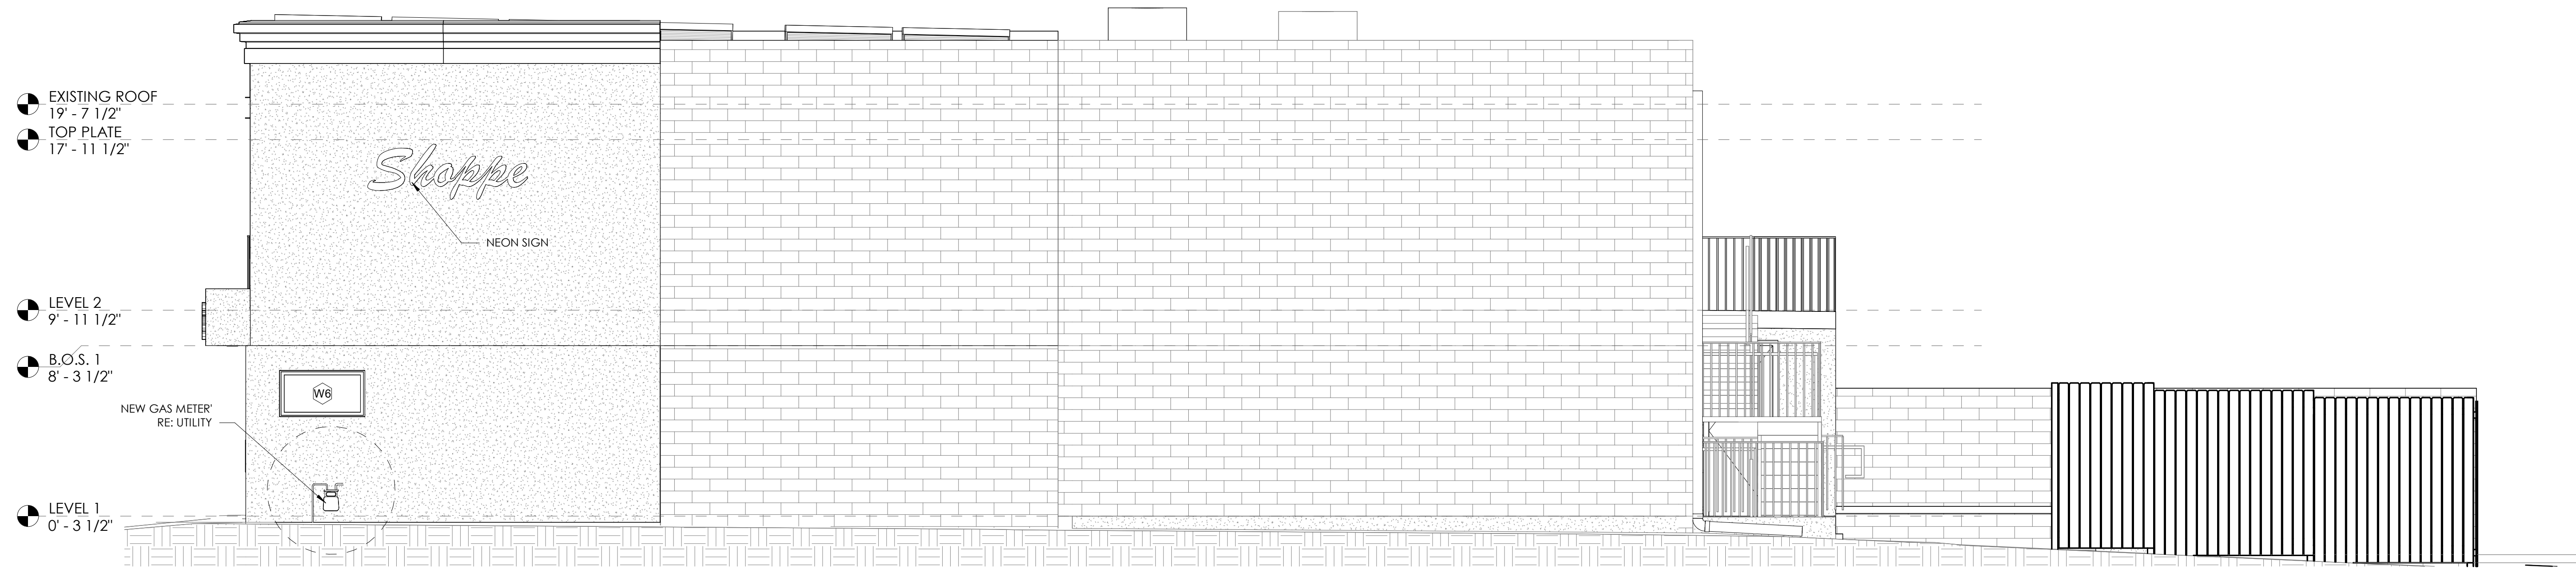 EXISTING ROOF
19' - 7 1/2"
TOP PLATE
17' - 11 1/2"
Shoppe
NEON SIGN
LEVEL 2
9' - 11 1/2"
B.O.S. 1
8' - 3 1/2"
W6
NEW GAS METER'
RE: UTILITY
LEVEL 1
0' - 3 1/2"